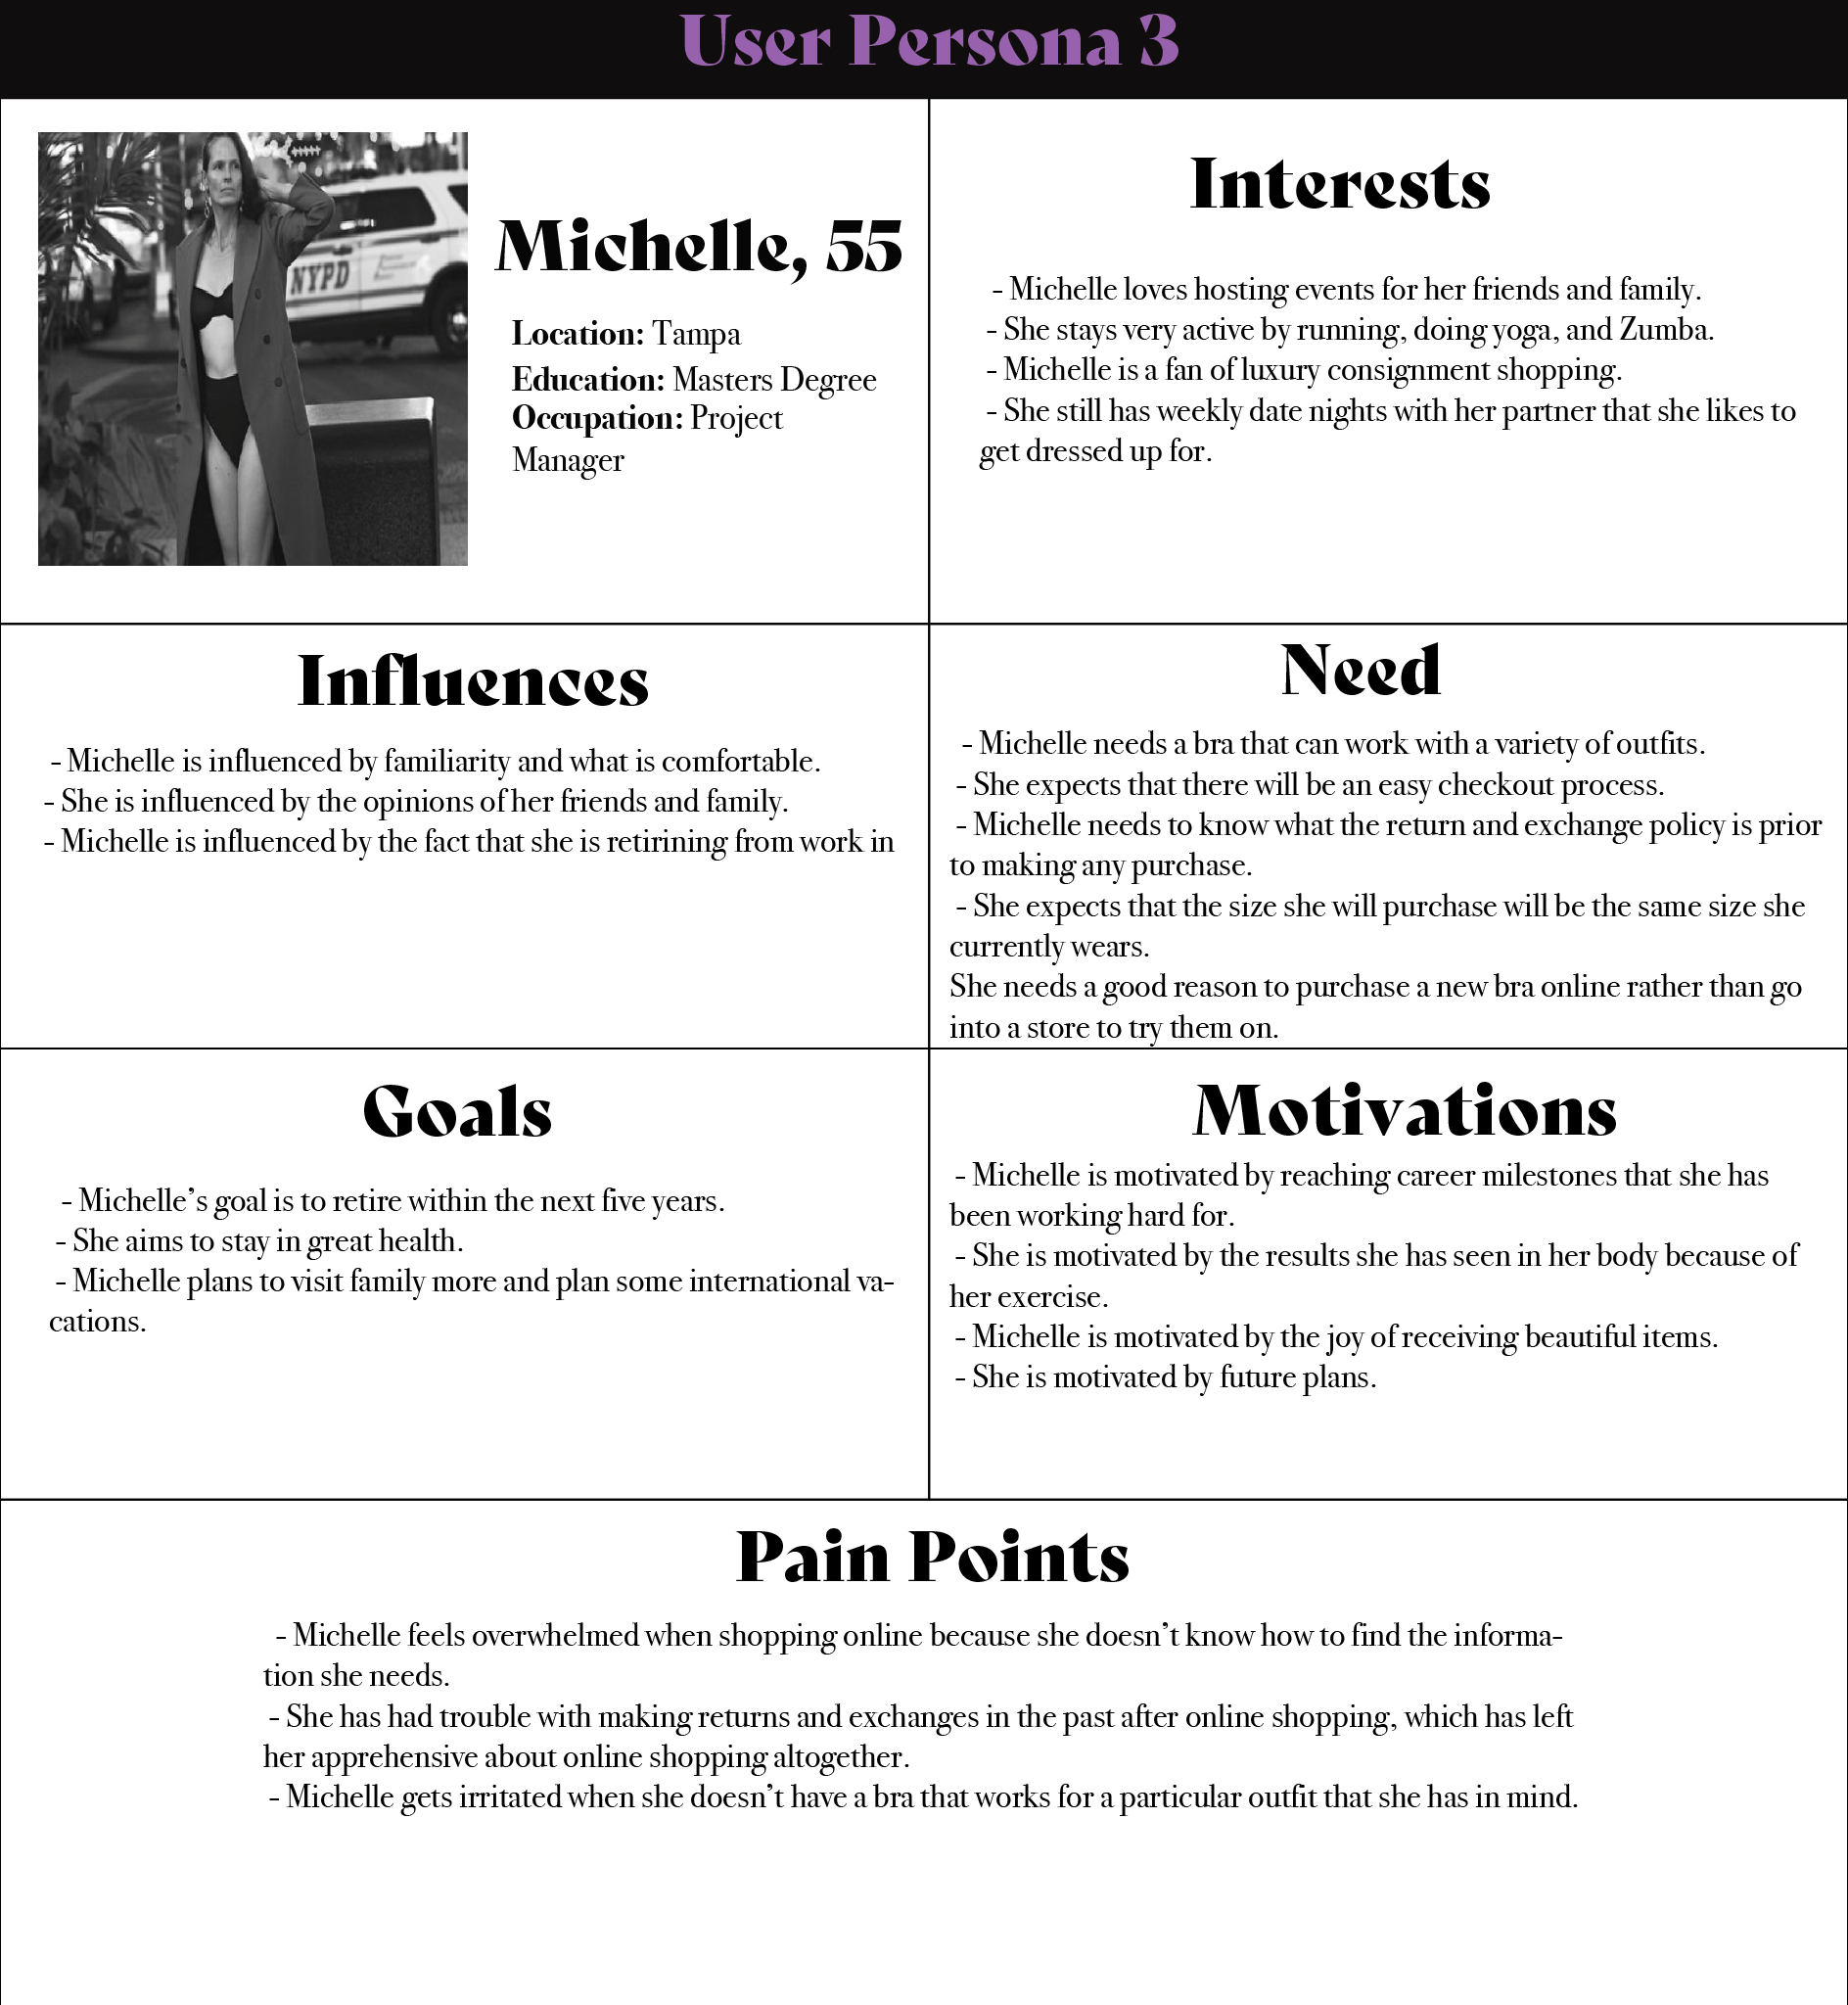 User Persona 3
NYPD
Michelle, 55
Location: Tampa
Education: Masters Degree
Occupation: Project
Manager
Interests
- Michelle loves hosting events for her friends and family.
- She stays very active by running, doing yoga, and Zumba.
- Michelle is a fan of luxury consignment shopping.
- She still has weekly date nights with her partner that she likes to
get dressed up for.
Influences
- Michelle is influenced by familiarity and what is comfortable.
- She is influenced by the opinions of her friends and family.
- Michelle is influenced by the fact that she is retirining from work in
Need
- Michelle needs a bra that can work with a variety of outfits.
- She expects that there will be an easy checkout process.
- Michelle needs to know what the return and exchange policy is prior
to making any purchase.
- She expects that the size she will purchase will be the same size she
currently wears.
She needs a good reason to purchase a new bra online rather than go
into a store to try them on.
Goals
- Michelle’s goal is to retire within the next five years.
- She aims to stay in great health.
- Michelle plans to visit family more and plan some international va-
cations.
Motivations
- Michelle is motivated by reaching career milestones that she has
been working hard for.
- She is motivated by the results she has seen in her body because of
her exercise.
- Michelle is motivated by the joy of receiving beautiful items.
- She is motivated by future plans.
Pain Points
- Michelle feels overwhelmed when shopping online because she doesn’t know how to find the informa-
tion she needs.
- She has had trouble with making returns and exchanges in the past after online shopping, which has left
her apprehensive about online shopping altogether.
- Michelle gets irritated when she doesn’t have a bra that works for a particular outfit that she has in mind.